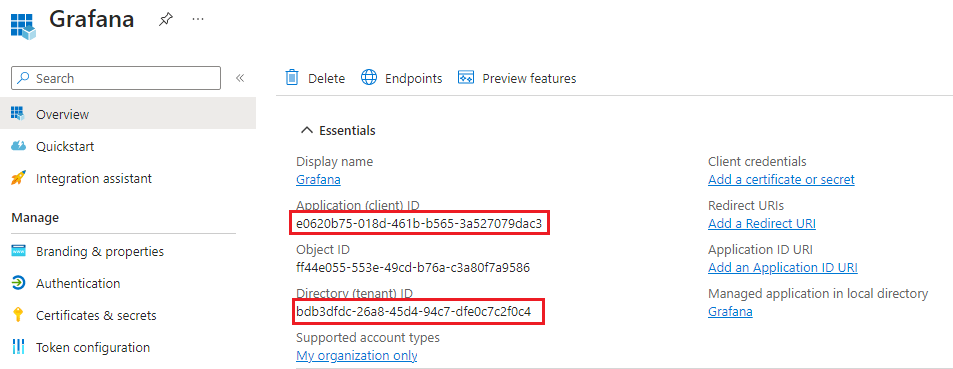 Grafana
Search
Overview
Quickstart
Integration assistant
Manage
Branding & properties
Authentication
Certificates & secrets
Token configuration
Delete
Endpoints
Preview features
Essentials
Display name
Grafana
Application (client) ID
e0620b75-018d-461b-b565-3a527079dac3
Object ID
ff44e055-553e-49cd-b76a-c3a80f7a9586
Directory (tenant) ID
bdb3dfdc-26a8-45d4-94c7-dfe0c7c2f0c4
Supported account types
My organization only
Client credentials
Add a certificate or secret
Redirect URIs
Add a Redirect URI
Application ID URI
Add an Application ID URI
Managed application in local directory
Grafana